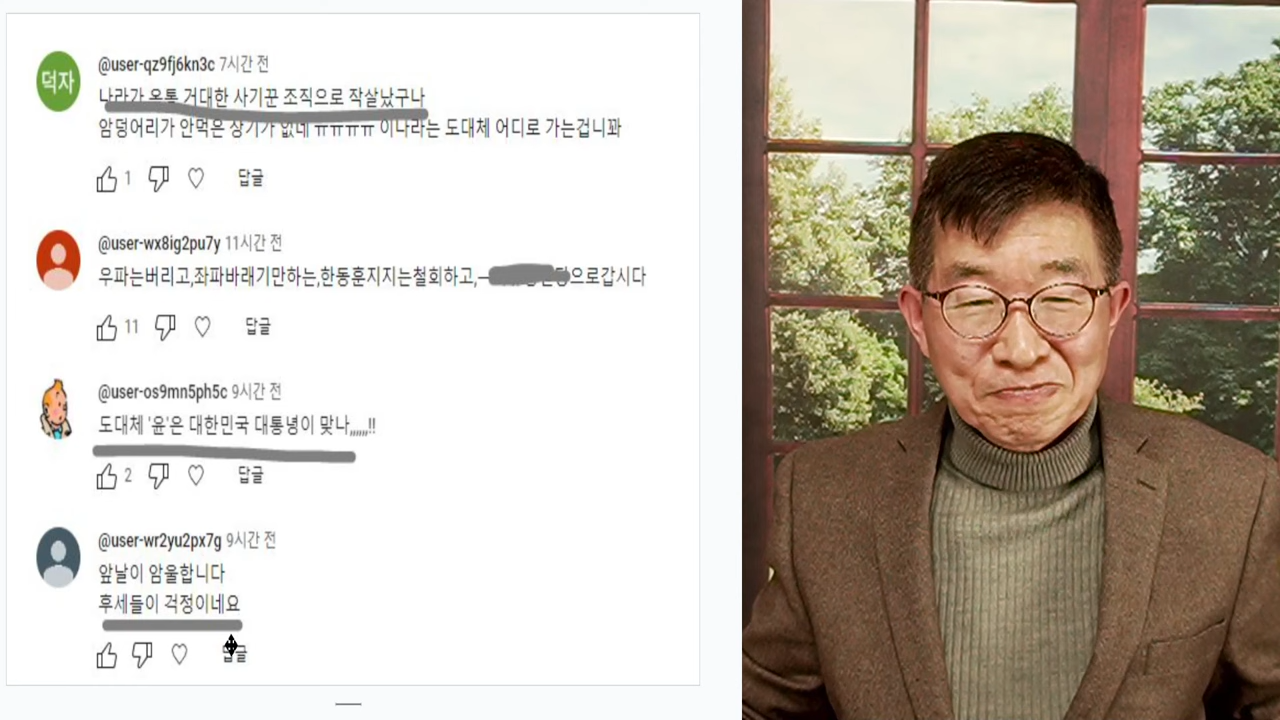 덕자
@user-qz9fj6kn3c 7시간 전
나라가 온통 거대한 사기꾼 조직으로 작살났구나
암덩어리가 안먹은 상기가 없네 ㅠㅠㅠㅠ 이나라는 도대체 어디로 가는겁니꽈
1 답글
@user-wx8ig2pu7y 11시간 전
우파는버리고,좌파바래기만하는,한동훈지지는철회하고, 으로갑시다
11 답글
@user-os9mn5ph5c 9시간 전
도대체 '윤'은 대한민국 대통녕이 맞나,,,,,,!!
2 답글
@user-wr2yu2px7g 9시간 전
앞날이 암울합니다
후세들이 걱정이네요
답글